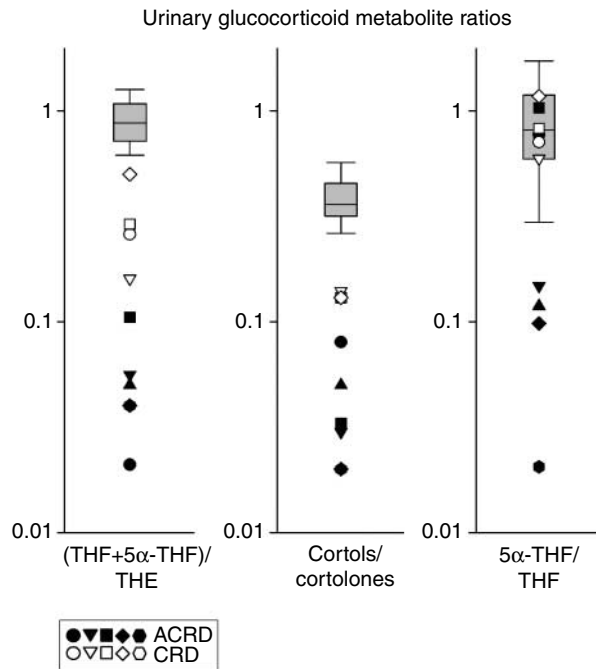 Urinary glucocorticoid metabolite ratios
1
0.1
0.01
(THF+5α-THF)/
THE
1
0.1
0.01
Cortols/
cortolones
1
0.1
0.01
5α-THF/
THF
ACRD
CRD